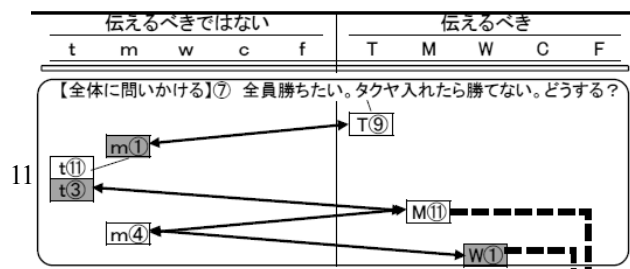 伝えるべきではない 伝えるべき
t m w c f T M W C F
【全体に問いかける】⑦ 全員勝ちたい。タクヤ入れたら勝てない。どうする？
T⑨
m①
11
t⑪
t③
M⑪
m④
W①